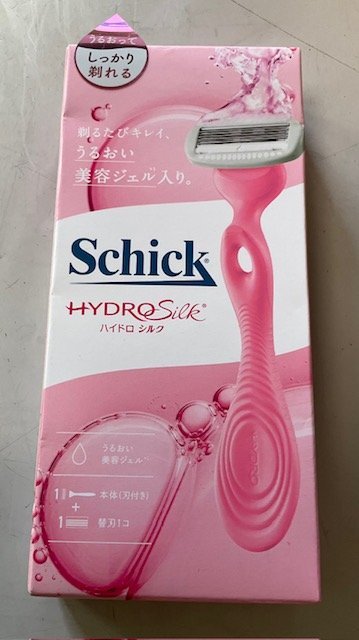 うるおって
しっかり
剃れる
剃るたびキレイ、
うるおい
美容ジェル入り。
Schick®
HYDROSilk®
ハイドロ シルク
うるおい
美容ジェル
1 本体(刃付き)
+
1 替刃1コ
HYDRO